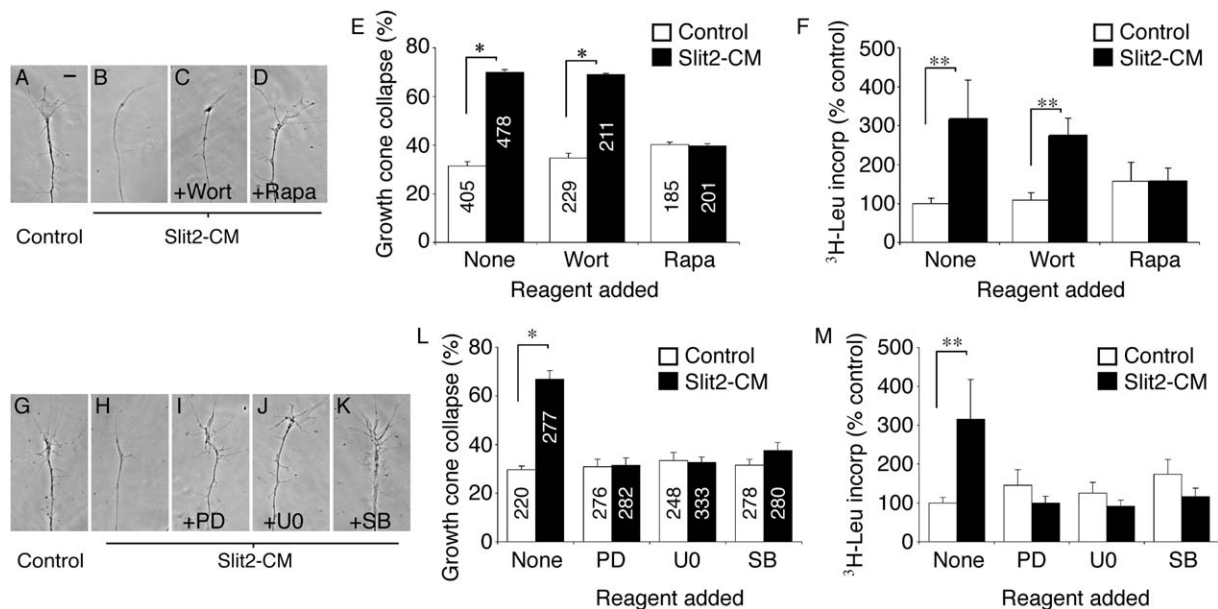 A B C D
+Wort +Rapa
Control Slit2-CM
E
Growth cone collapse (%)
80
60
40
20
0
* *
Control
Slit2-CM
405 478 229 211 185 201
None Wort Rapa
Reagent added
F
³H-Leu incorp (% control)
500
400
300
200
100
0
** **
Control
Slit2-CM
None Wort Rapa
Reagent added
G H I J K
+PD +U0 +SB
Control Slit2-CM
L
Growth cone collapse (%)
80
60
40
20
0
*
Control
Slit2-CM
220 277 276 282 248 333 278 280
None PD U0 SB
Reagent added
M
³H-Leu incorp (% control)
500
400
300
200
100
0
**
Control
Slit2-CM
None PD U0 SB
Reagent added